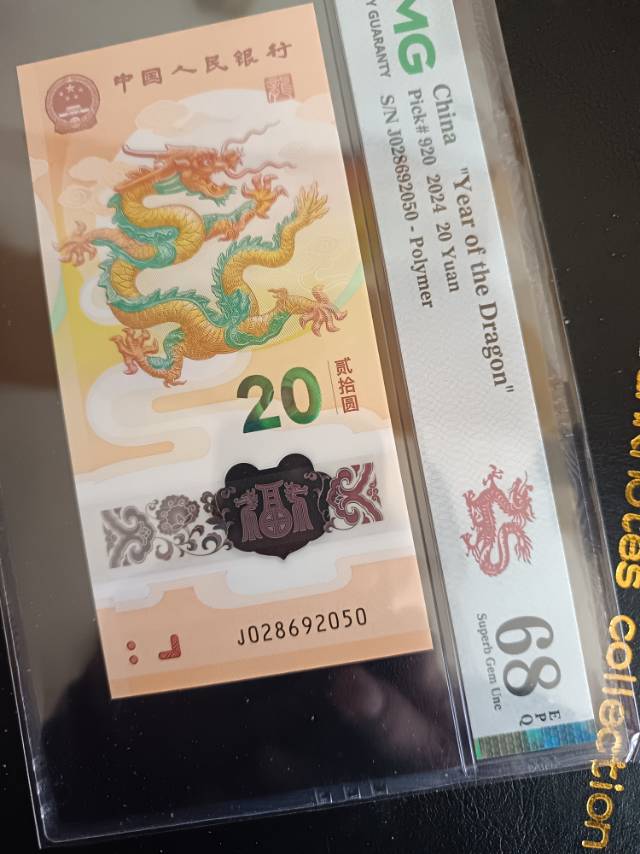 中国人民银行
20
贰拾圆
J028692050
MG
Y GUARANTY
China "Year of the Dragon"
Pick# 920 2024 20 Yuan
S/N J028692050 - Polymer
68
EPQ
Superb Gem Unc
collection